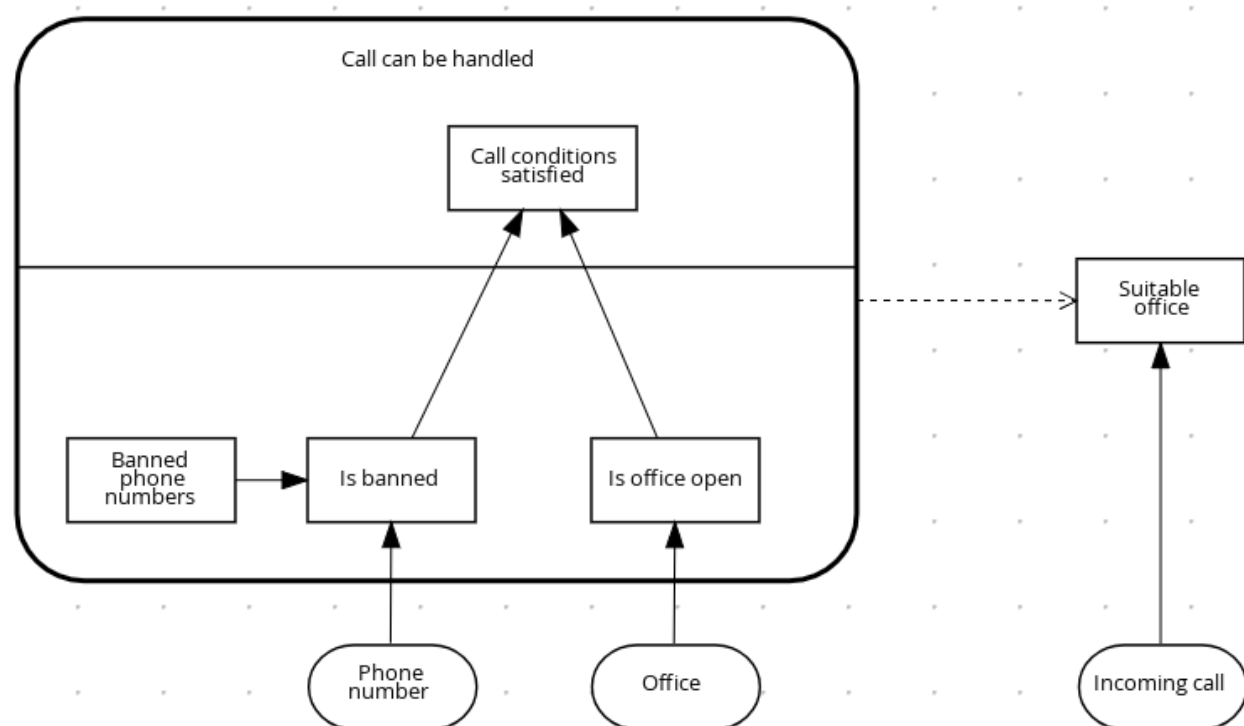 Call can be handled
Call conditions
satisfied
Suitable
office
Banned
phone
numbers
Is banned
Is office open
Phone
number
Office
Incoming call